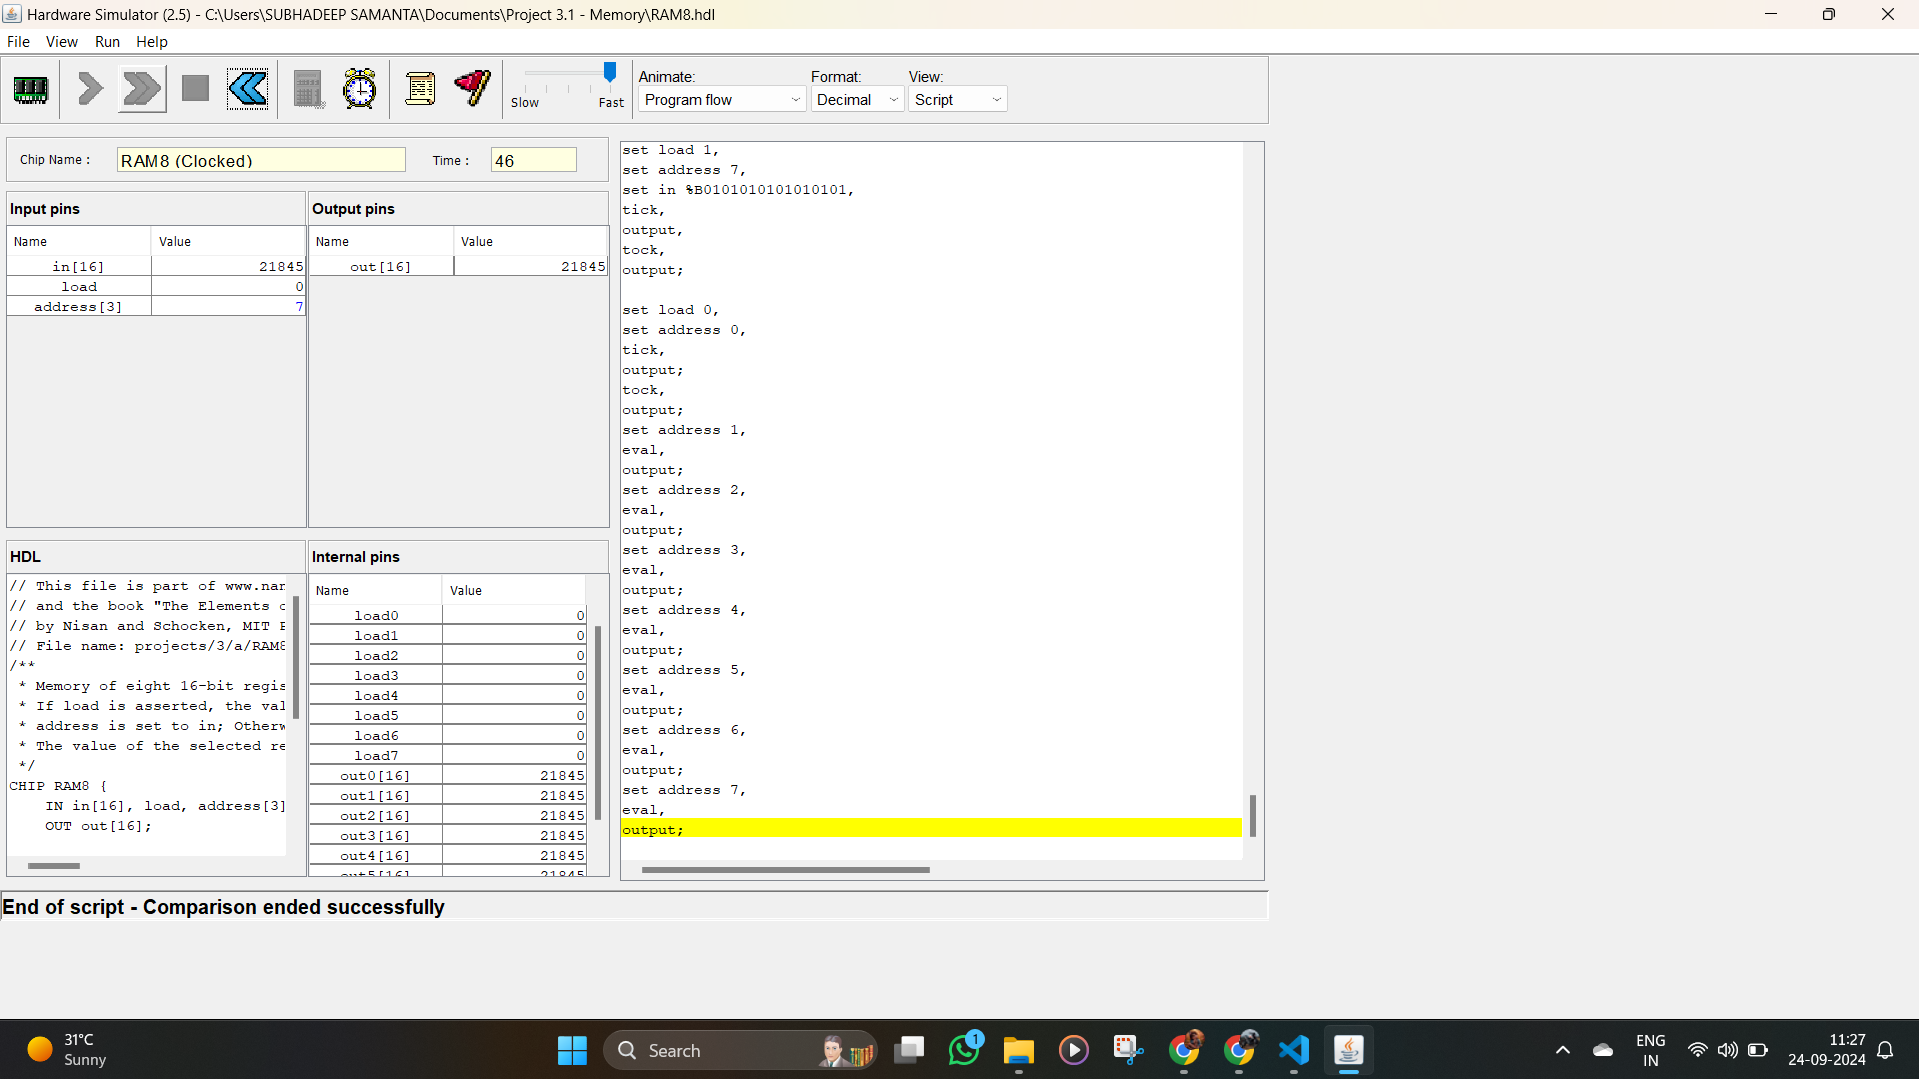 Hardware Simulator (2.5) - C:\Users\SUBHADEEP SAMANTA\Documents\Project 3.1 - Memory\RAM8.hdl
File View Run Help
Slow Fast
Animate: Format: View:
Program flow Decimal Script
Chip Name : RAM8 (Clocked) Time : 46
Input pins
Name Value
in[16] 21845
load 0
address[3] 7
Output pins
Name Value
out[16] 21845
HDL
// This file is part of www.nan
// and the book "The Elements o
// by Nisan and Schocken, MIT P
// File name: projects/3/a/RAM8
/**
* Memory of eight 16-bit regis
* If load is asserted, the val
* address is set to in; Otherw
* The value of the selected re
*/
CHIP RAM8 {
IN in[16], load, address[3]
OUT out[16];
Internal pins
Name Value
load0 0
load1 0
load2 0
load3 0
load4 0
load5 0
load6 0
load7 0
out0[16] 21845
out1[16] 21845
out2[16] 21845
out3[16] 21845
out4[16] 21845
out5[16] 21845
set load 1,
set address 7,
set in %B0101010101010101,
tick,
output,
tock,
output;
set load 0,
set address 0,
tick,
output;
tock,
output;
set address 1,
eval,
output;
set address 2,
eval,
output;
set address 3,
eval,
output;
set address 4,
eval,
output;
set address 5,
eval,
output;
set address 6,
eval,
output;
set address 7,
eval,
output;
End of script - Comparison ended successfully
31°C
Sunny
Search
1
ENG
IN
11:27
24-09-2024